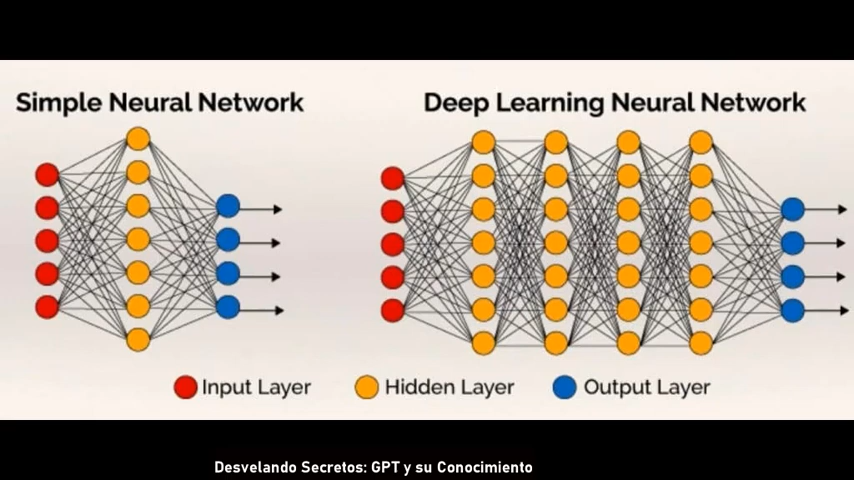 Simple Neural Network
Deep Learning Neural Network
Input Layer
Hidden Layer
Output Layer
Desvelando Secretos: GPT y su Conocimiento